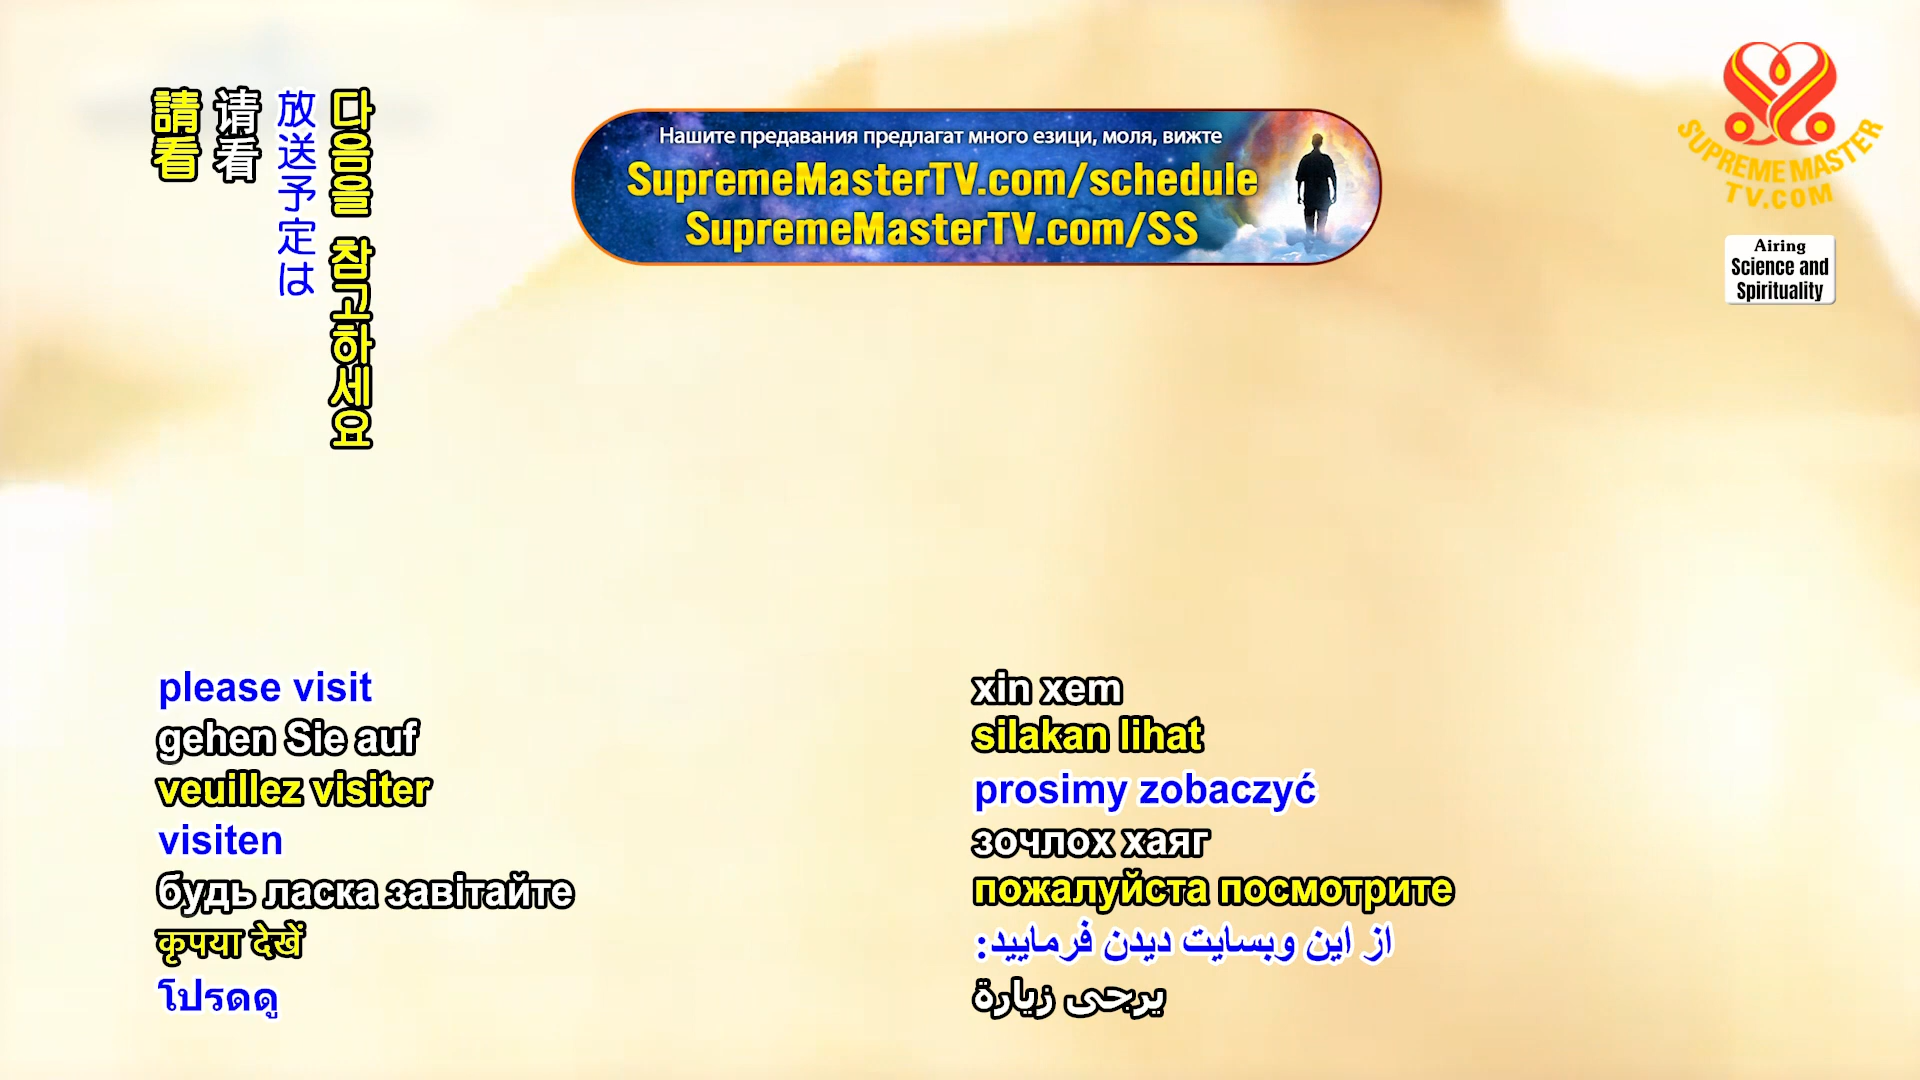 請看
请看
放送予定は
다음을 참고하세요
Нашите предавания предлагат много езици, моля, вижте
SupremeMasterTV.com/schedule
SupremeMasterTV.com/SS
SUPREME MASTER
TV.COM
Airing
Science and
Spirituality
please visit
gehen Sie auf
veuillez visiter
visiten
будь ласка завітайте
कृपया देखें
โปรดดู
xin xem
silakan lihat
prosimy zobaczyć
зочлох хаяг
пожалуйста посмотрите
از این وبسایت دیدن فرمایید:
يرجى زيارة